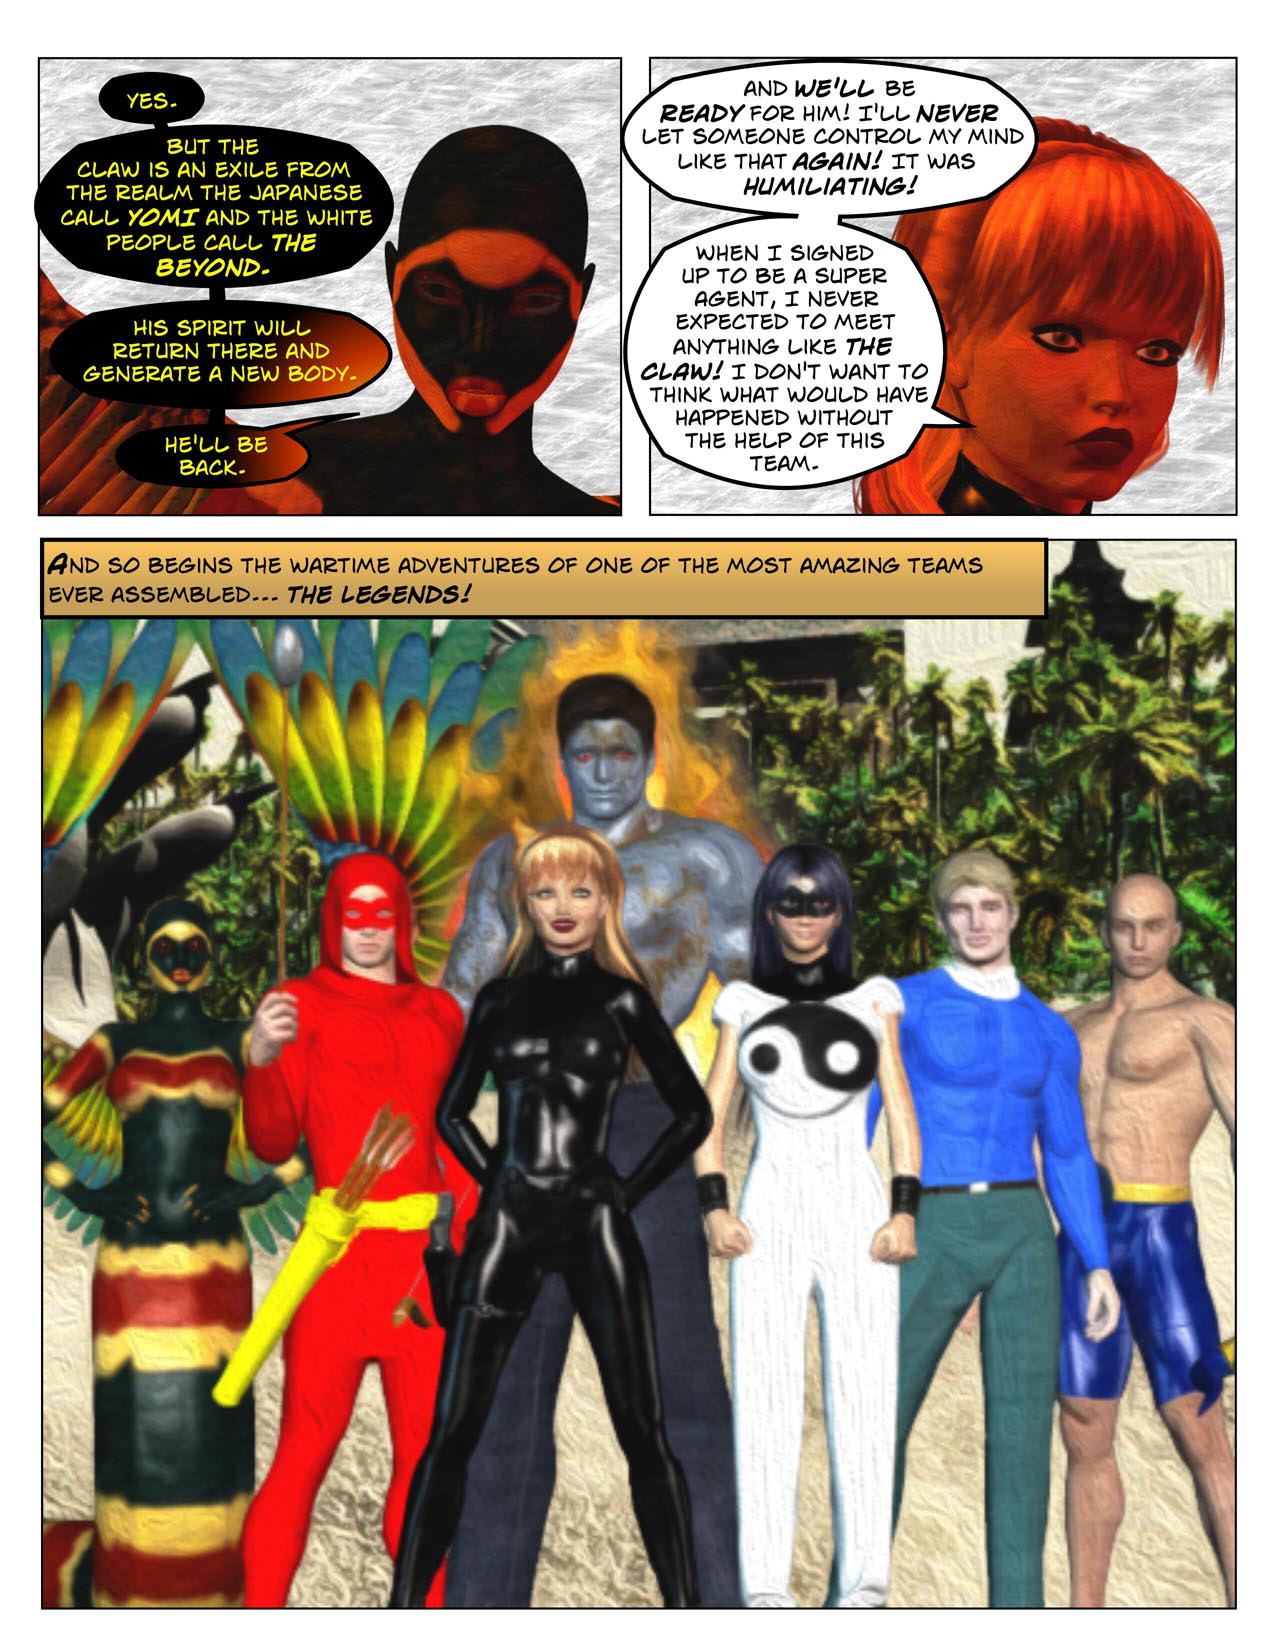 YES.
BUT THE
CLAW IS AN EXILE FROM
THE REALM THE JAPANESE
CALL YOMI AND THE WHITE
PEOPLE CALL THE
BEYOND.
HIS SPIRIT WILL
RETURN THERE AND
GENERATE A NEW BODY.
HE'LL BE
BACK.
AND WE'LL BE
READY FOR HIM! I'LL NEVER
LET SOMEONE CONTROL MY MIND
LIKE THAT AGAIN! IT WAS
HUMILIATING!
WHEN I SIGNED
UP TO BE A SUPER
AGENT, I NEVER
EXPECTED TO MEET
ANYTHING LIKE THE
CLAW! I DON'T WANT TO
THINK WHAT WOULD HAVE
HAPPENED WITHOUT
THE HELP OF THIS
TEAM.
AND SO BEGINS THE WARTIME ADVENTURES OF ONE OF THE MOST AMAZING TEAMS
EVER ASSEMBLED... THE LEGENDS!